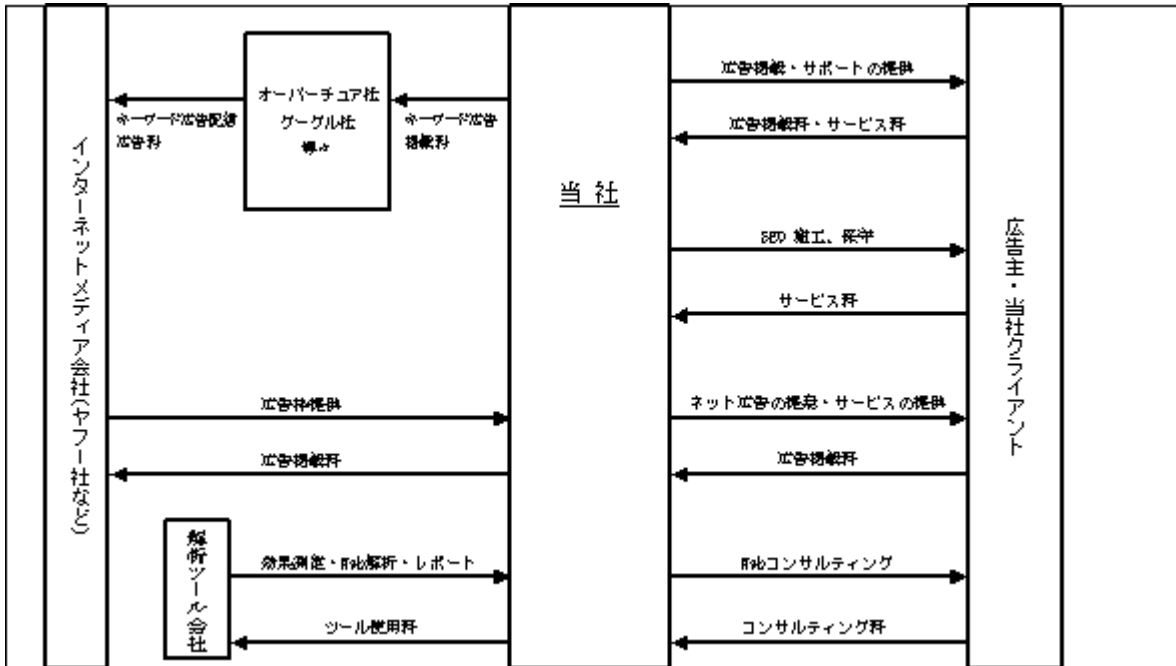 インターネットメディア会社(ヤフー社など)
オーバーチュア社
グーグル社
等々
キーワード広告配信
広告料
キーワード広告
掲載料
広告枠提供
広告掲載料
解析ツール会社
効果測定・Web解析・レポート
ツール使用料
当 社
広告掲載・サポートの提供
広告掲載料・サービス料
SEO 施工、保守
サービス料
ネット広告の提案・サービスの提供
広告掲載料
Webコンサルティング
コンサルティング料
広告主・当社クライアント